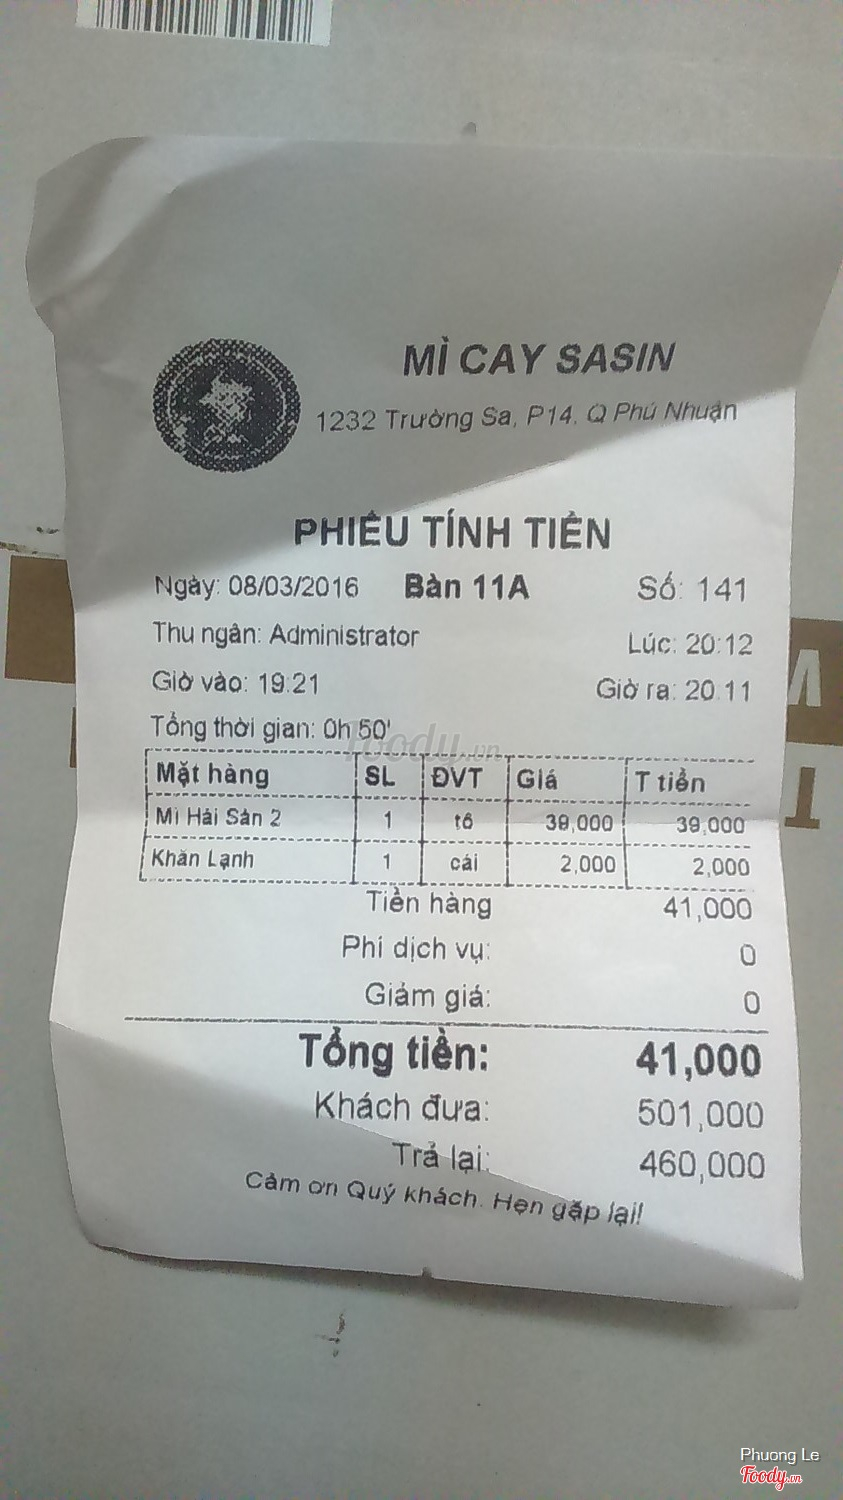 MÌ CAY SASIN
1232 Trường Sa, P14. Q Phú Nhuận
PHIẾU TÍNH TIỀN
Ngày: 08/03/2016 Bàn 11A Số: 141
Thu ngân: Administrator Lúc: 20:12
Giờ vào: 19:21 Giờ ra: 20:11
Tổng thời gian: 0h 50'
foody.vn
Mặt hàng SL ĐVT Giá T tiền
Mì Hải Sản 2 1 tô 39,000 39,000
Khăn Lạnh 1 cái 2,000 2,000
Tiền hàng 41,000
Phí dịch vụ: 0
Giảm giá: 0
Tổng tiền: 41,000
Khách đưa: 501,000
Trả lại: 460,000
Cảm ơn Quý khách. Hẹn gặp lại!
Phuong Le
Foody.vn